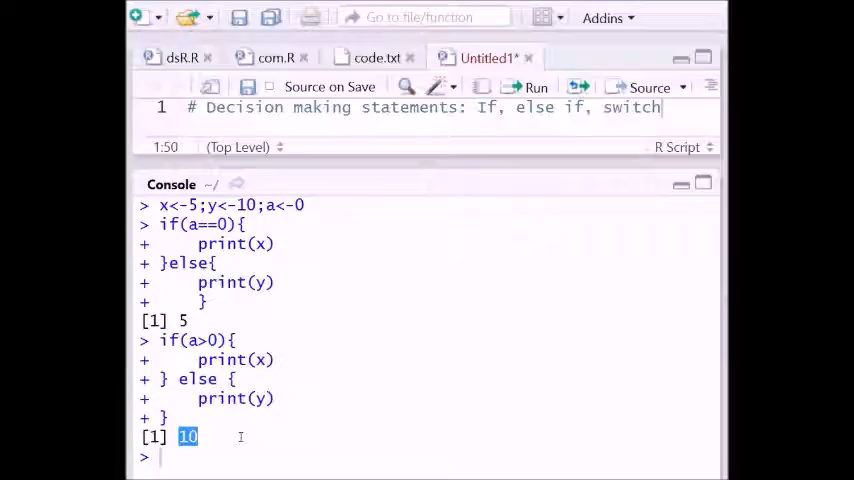 Go to file/function
Addins
dsR.R
com.R
code.txt
Untitled1*
Source on Save
Run
Source
1 # Decision making statements: If, else if, switch
1:50
(Top Level)
R Script
Console ~/
> x<-5;y<-10;a<-0
> if(a==0){
+ print(x)
+ }else{
+ print(y)
+ }
[1] 5
> if(a>0){
+ print(x)
+ } else {
+ print(y)
+ }
[1] 10
>